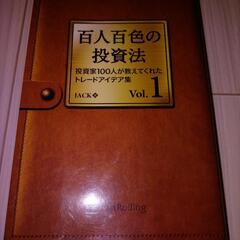 百人百色の
投資法
投資家100人が教えてくれた
トレードアイデア集
JACK
Vol. 1
Rolling